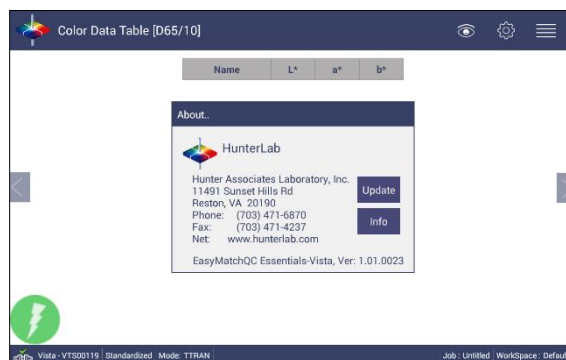 Color Data Table [D65/10]
Name L* a* b*
About..
HunterLab
Hunter Associates Laboratory, Inc.
11491 Sunset Hills Rd
Reston, VA 20190
Phone: (703) 471-6870
Fax: (703) 471-4237
Net: www.hunterlab.com
Update
Info
EasyMatchQC Essentials-Vista, Ver: 1.01.0023
Vista - VTS00119 Standardized Mode: TTRAN Job : Untitled WorkSpace : Default